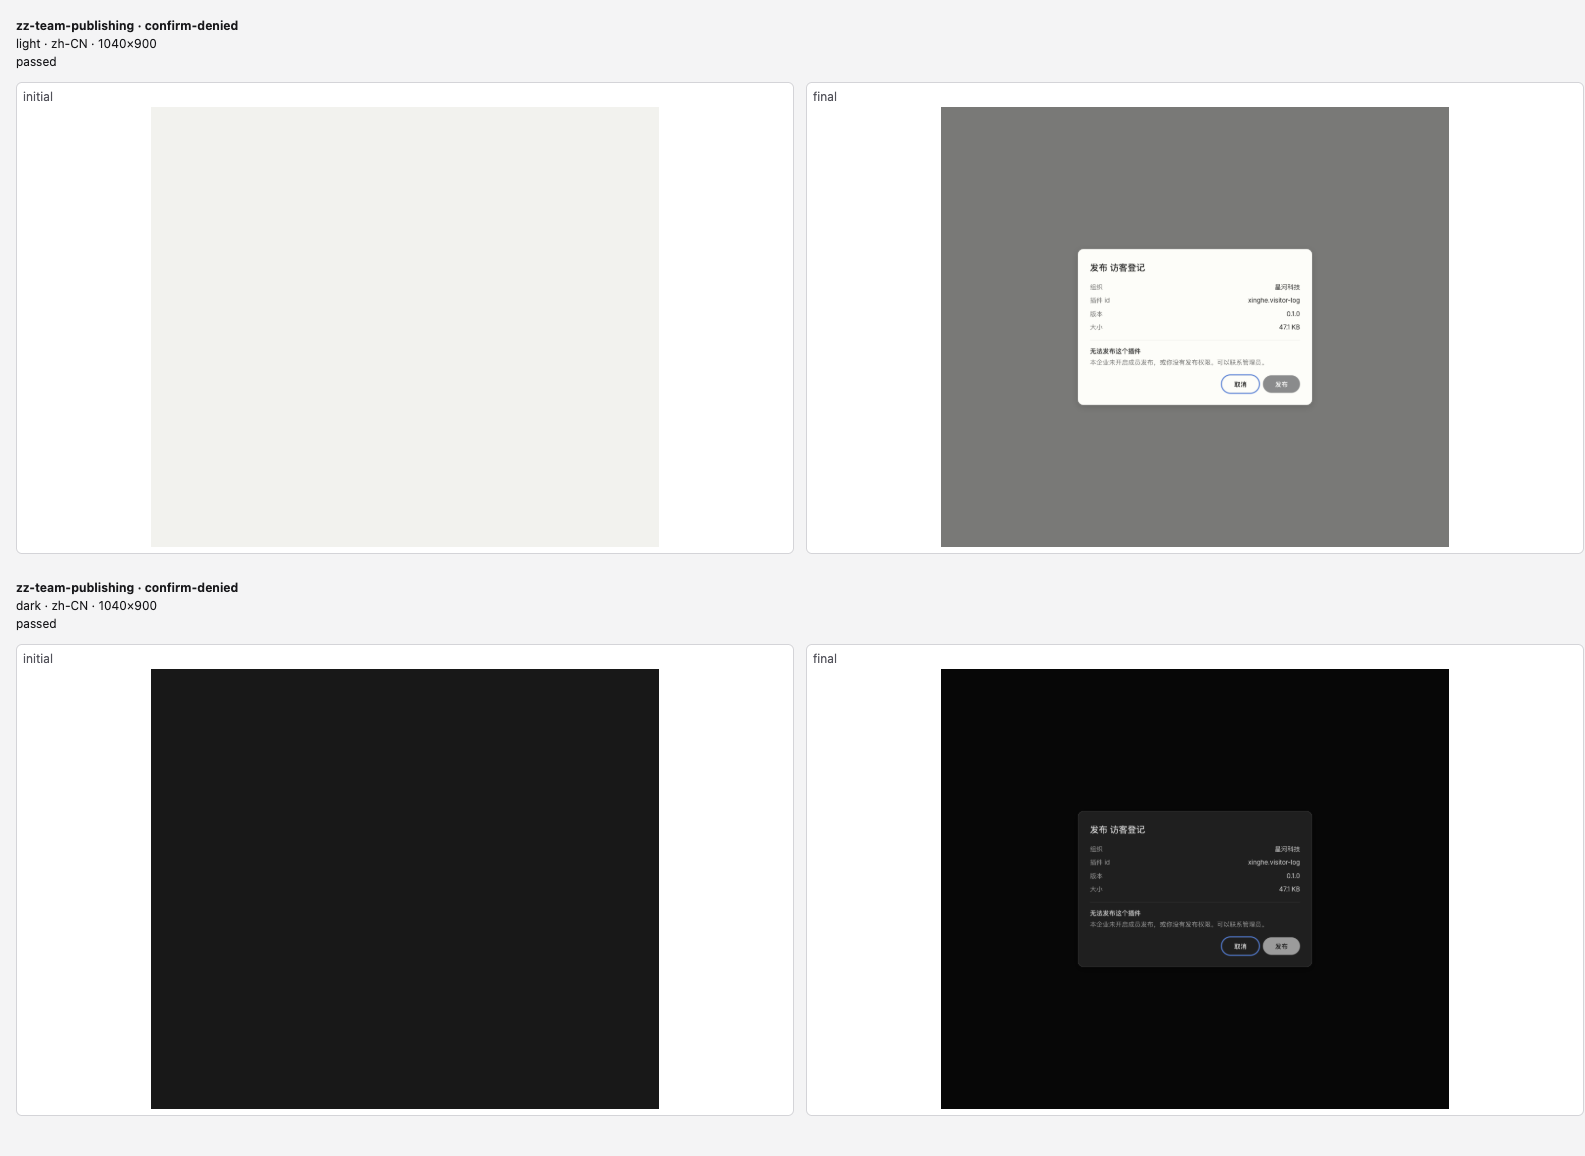 zz-team-publishing · confirm-denied
light · zh-CN · 1040×900
passed
initial
final
发布 访客登记
组织 星河科技
插件 id xinghe.visitor-log
版本 0.1.0
大小 47.1 KB
无法发布这个插件
本企业未开启成员发布，或你没有发布权限。可以联系管理员。
取消 发布
zz-team-publishing · confirm-denied
dark · zh-CN · 1040×900
passed
initial
final
发布 访客登记
组织 星河科技
插件 id xinghe.visitor-log
版本 0.1.0
大小 47.1 KB
无法发布这个插件
本企业未开启成员发布，或你没有发布权限。可以联系管理员。
取消 发布